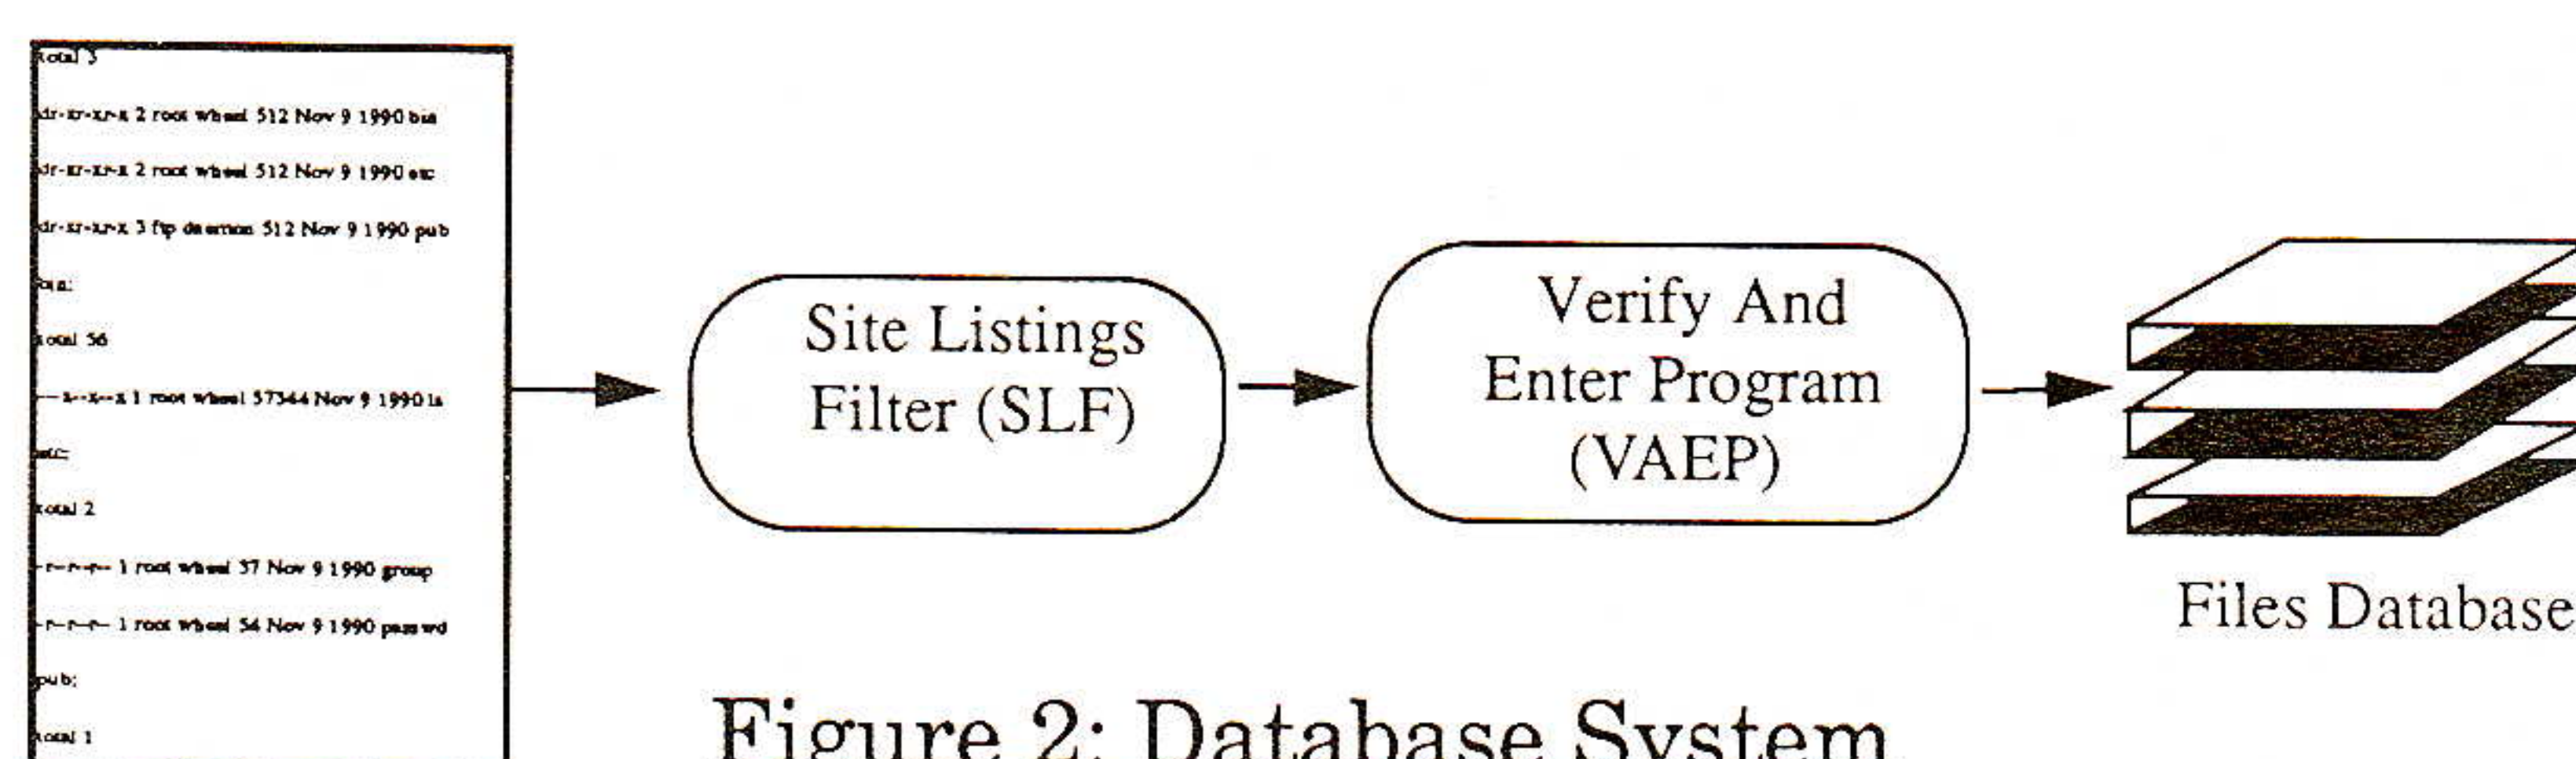 total 3
dr-xr-xr-x 2 root wheel 512 Nov 9 1990 bin
dr-xr-xr-x 2 root wheel 512 Nov 9 1990 etc
dr-xr-xr-x 3 ftp daemon 512 Nov 9 1990 pub
bin:
total 56
---x--x--x 1 root wheel 57344 Nov 9 1990 ls
etc:
total 2
-r--r--r-- 1 root wheel 37 Nov 9 1990 group
-r--r--r-- 1 root wheel 54 Nov 9 1990 passwd
pub:
total 1
Site Listings
Filter (SLF)
Verify And
Enter Program
(VAEP)
Files Database
Figure 2: Database System